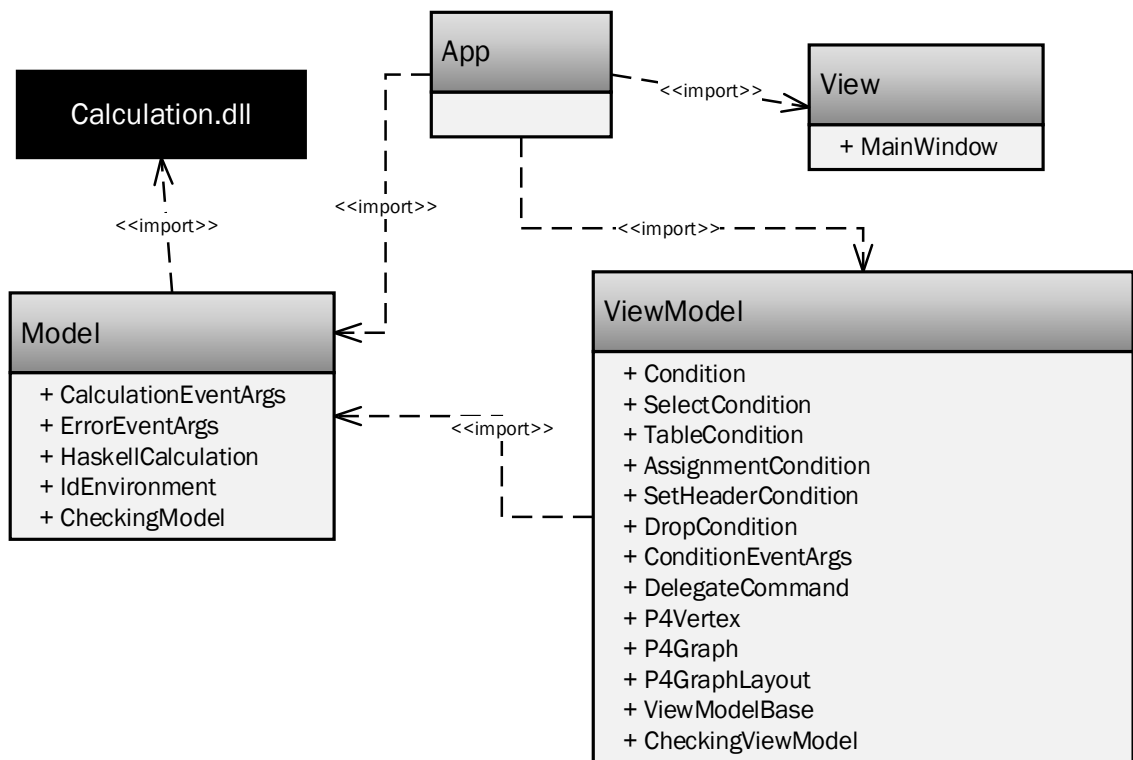 App
<<import>>
View
+ MainWindow
Calculation.dll
<<import>>
<<import>>
<<import>>
Model
+ CalculationEventArgs
+ ErrorEventArgs
+ HaskellCalculation
+ IdEnvironment
+ CheckingModel
<<import>>
ViewModel
+ Condition
+ SelectCondition
+ TableCondition
+ AssignmentCondition
+ SetHeaderCondition
+ DropCondition
+ ConditionEventArgs
+ DelegateCommand
+ P4Vertex
+ P4Graph
+ P4GraphLayout
+ ViewModelBase
+ CheckingViewModel